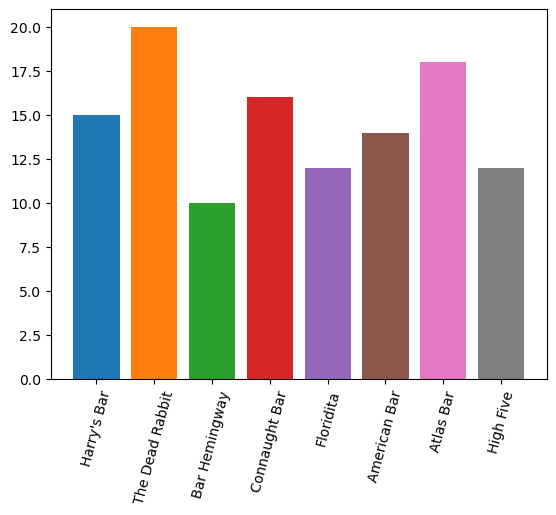 20.0
17.5
15.0
12.5
10.0
7.5
5.0
2.5
0.0
Harry's Bar
The Dead Rabbit
Bar Hemingway
Connaught Bar
Floridita
American Bar
Atlas Bar
High Five